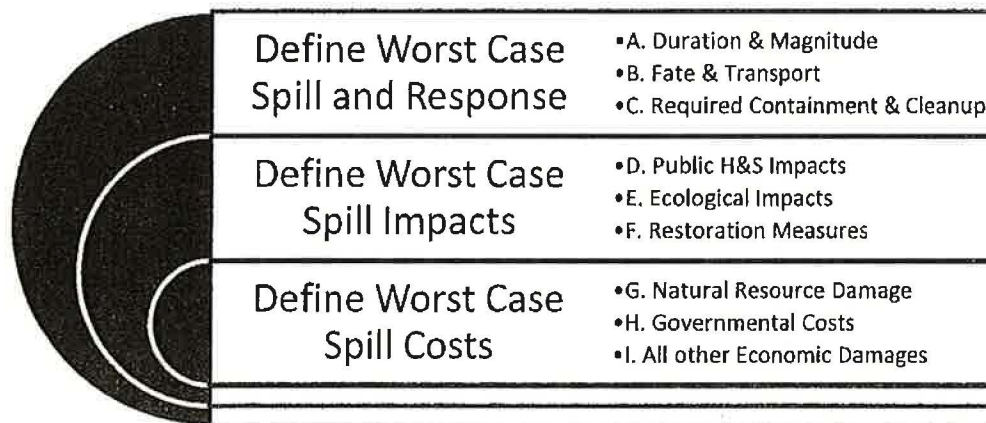 Define Worst Case
Spill and Response
•A. Duration & Magnitude
•B. Fate & Transport
•C. Required Containment & Cleanup
Define Worst Case
Spill Impacts
•D. Public H&S Impacts
•E. Ecological Impacts
•F. Restoration Measures
Define Worst Case
Spill Costs
•G. Natural Resource Damage
•H. Governmental Costs
•I. All other Economic Damages